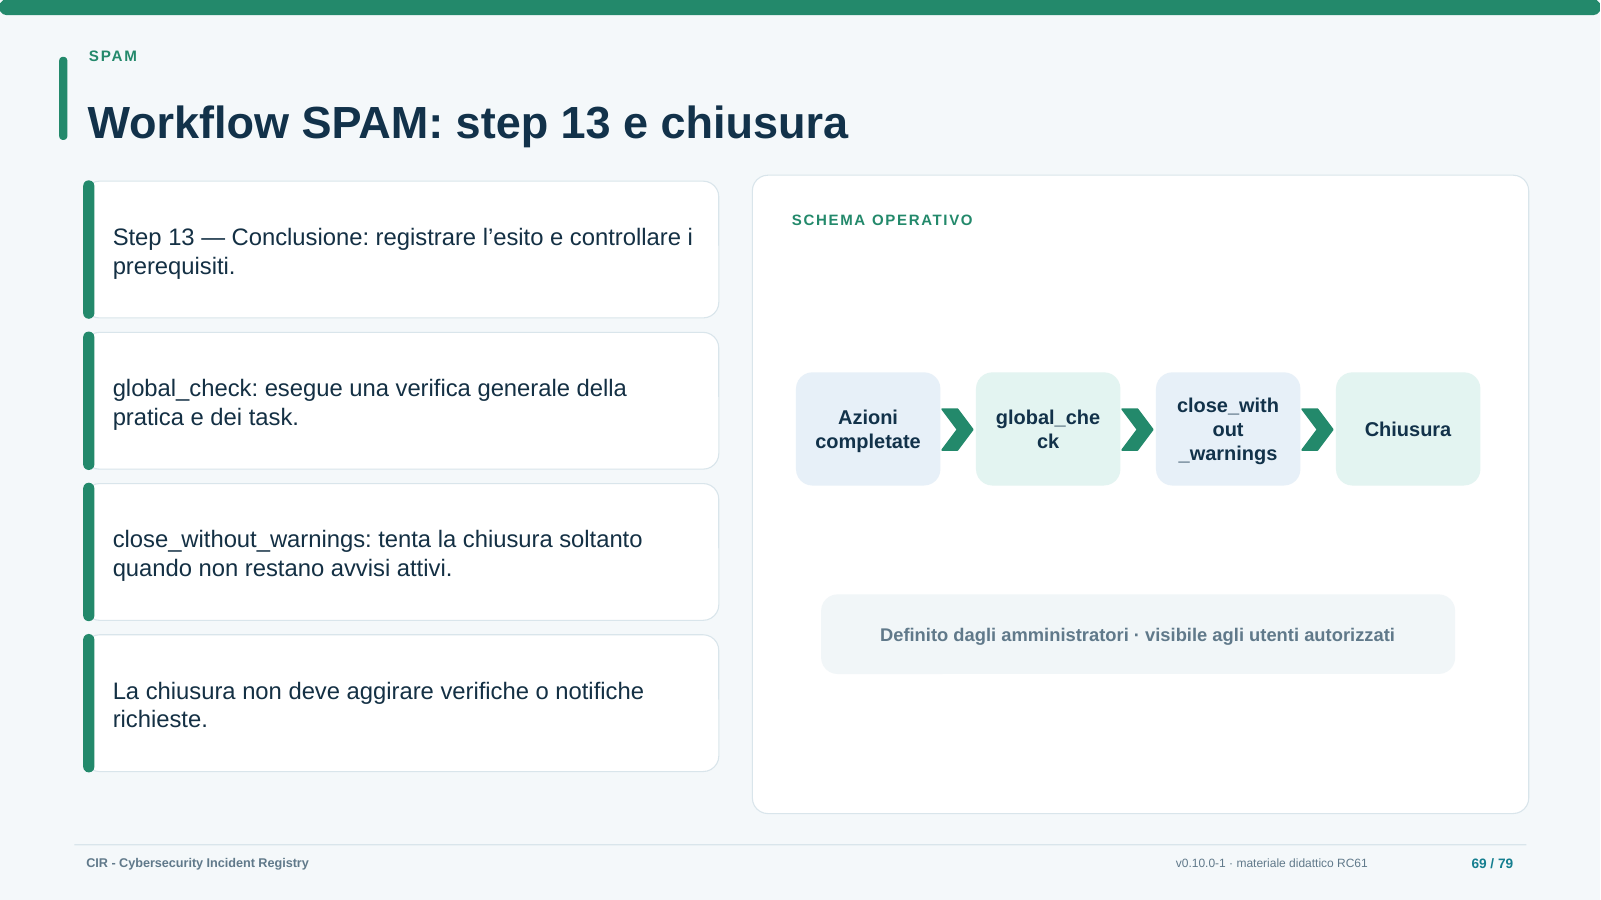 SPAM
Workflow SPAM: step 13 e chiusura
Step 13 — Conclusione: registrare l’esito e controllare i
prerequisiti.
global_check: esegue una verifica generale della
pratica e dei task.
close_without_warnings: tenta la chiusura soltanto
quando non restano avvisi attivi.
La chiusura non deve aggirare verifiche o notifiche
richieste.
SCHEMA OPERATIVO
Azioni
completate
global_che
ck
close_with
out
_warnings
Chiusura
Definito dagli amministratori · visibile agli utenti autorizzati
CIR - Cybersecurity Incident Registry
v0.10.0-1 · materiale didattico RC61
69 / 79